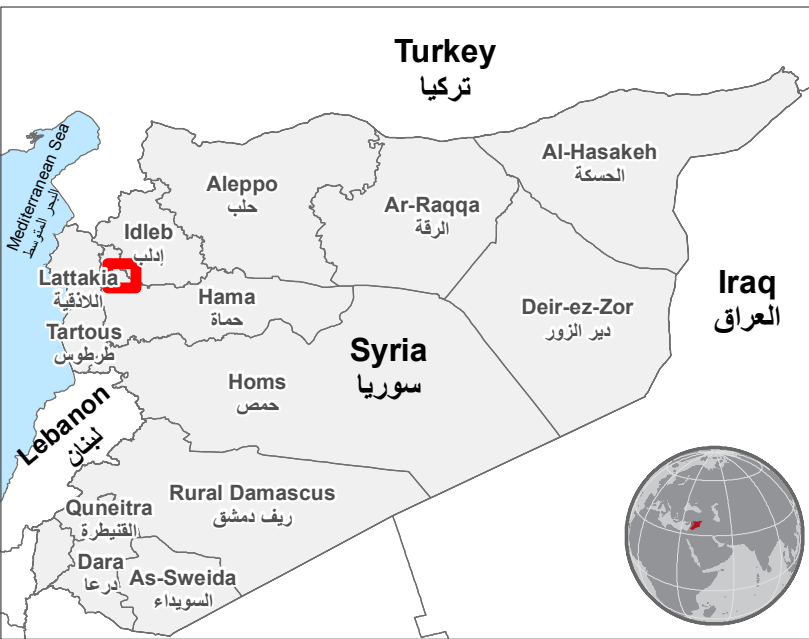 Turkey
تركيا
Mediterranean Sea
البحر المتوسط
Al-Hasakeh
الحسكة
Aleppo
حلب
Ar-Raqqa
الرقة
Idleb
إدلب
Lattakia
اللاذقية
Hama
حماة
Deir-ez-Zor
دير الزور
Iraq
العراق
Tartous
طرطوس
Syria
سوريا
Homs
حمص
Lebanon
لبنان
Rural Damascus
ريف دمشق
Quneitra
القنيطرة
Dara
درعا
As-Sweida
السويداء